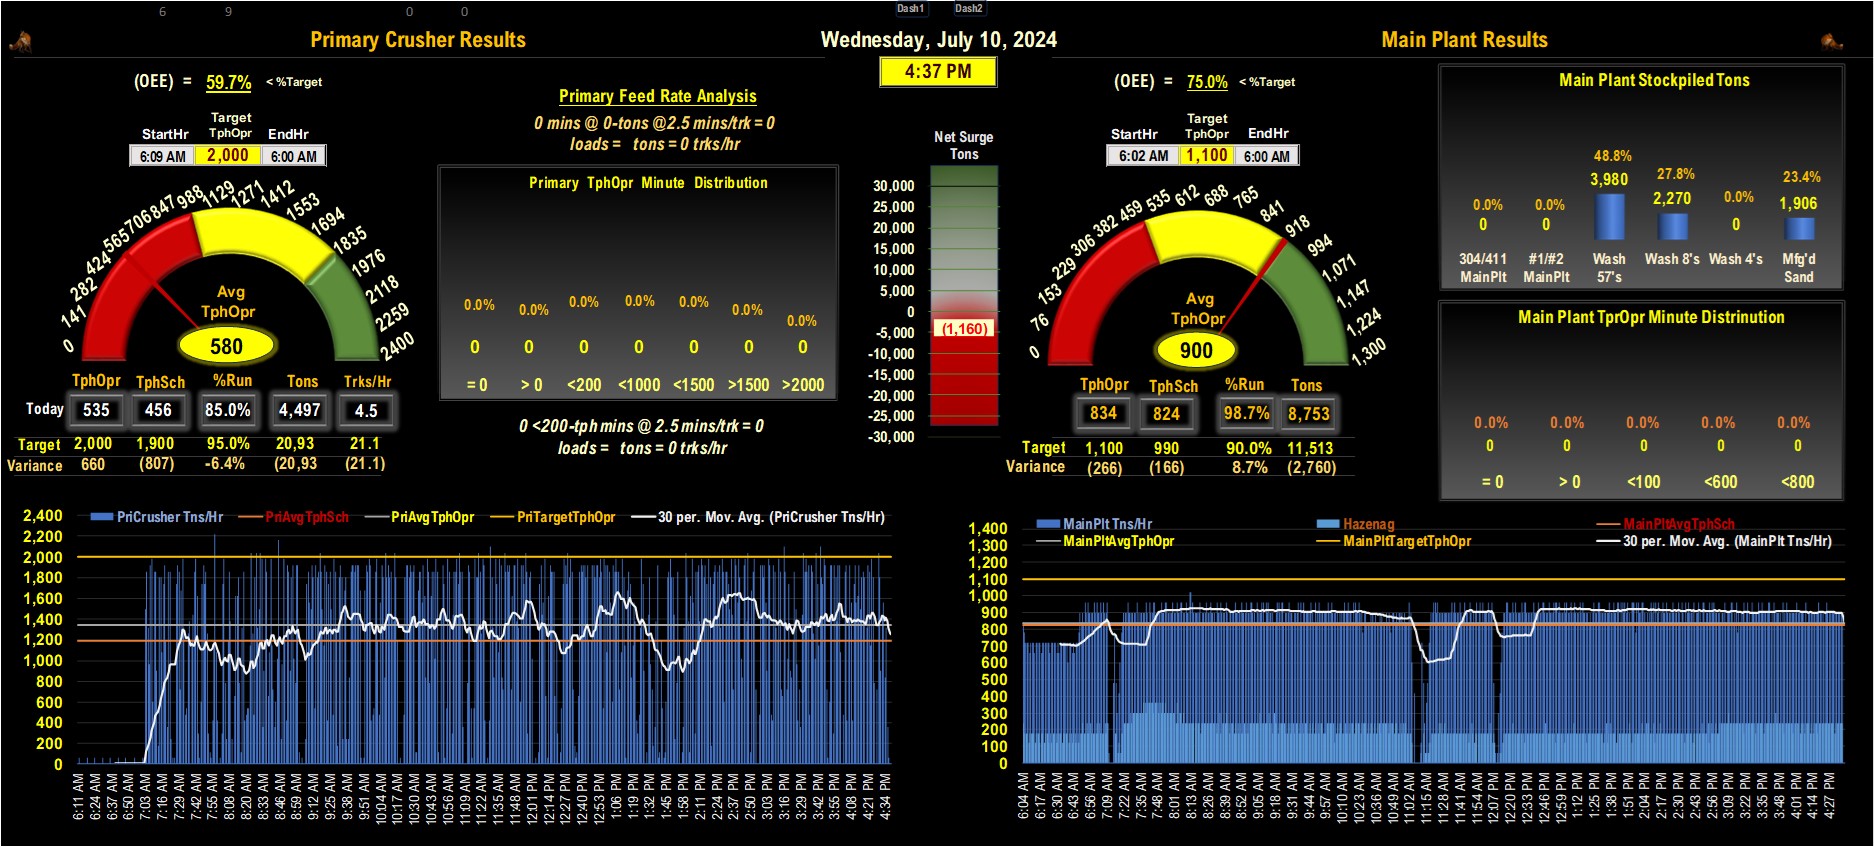 6 9 0 0 Dash1 Dash2
Primary Crusher Results
Wednesday, July 10, 2024
Main Plant Results
4:37 PM
(OEE) = 59.7% < %Target
Target
StartHr TphOpr EndHr
6:09 AM 2,000 6:00 AM
0 141 282 424 565 706 847 988 1129 1271 1412 1553 1694 1835 1976 2118 2259 2400
Avg
TphOpr
580
TphOpr TphSch %Run Tons Trks/Hr
Today 535 456 85.0% 4,497 4.5
Target 2,000 1,900 95.0% 20,93 21.1
Variance 660 (807) -6.4% (20,93 (21.1)
Primary Feed Rate Analysis
0 mins @ 0-tons @2.5 mins/trk = 0
loads = tons = 0 trks/hr
Primary TphOpr Minute Distribution
0.0% 0.0% 0.0% 0.0% 0.0% 0.0% 0.0%
0 0 0 0 0 0 0
= 0 > 0 <200 <1000 <1500 >1500 >2000
0 <200-tph mins @ 2.5 mins/trk = 0
loads = tons = 0 trks/hr
Net Surge
Tons
30,000
25,000
20,000
15,000
10,000
5,000
0
-5,000
-10,000
-15,000
-20,000
-25,000
-30,000
(1,160)
(OEE) = 75.0% < %Target
Target
StartHr TphOpr EndHr
6:02 AM 1,100 6:00 AM
0 76 153 229 306 382 459 535 612 688 765 841 918 994 1,071 1,147 1,224 1,300
Avg
TphOpr
900
TphOpr TphSch %Run Tons
834 824 98.7% 8,753
Target 1,100 990 90.0% 11,513
Variance (266) (166) 8.7% (2,760)
Main Plant Stockpiled Tons
0.0% 0.0% 48.8% 27.8% 0.0% 23.4%
0 0 3,980 2,270 0 1,906
304/411 #1/#2 Wash Wash 8's Wash 4's Mfg'd
MainPlt MainPlt 57's Sand
Main Plant TprOpr Minute Distrinution
0.0% 0.0% 0.0% 0.0% 0.0%
0 0 0 0 0
= 0 > 0 <100 <600 <800
PriCrusher Tns/Hr PriAvgTphSch PriAvgTphOpr PriTargetTphOpr 30 per. Mov. Avg. (PriCrusher Tns/Hr)
2,400
2,200
2,000
1,800
1,600
1,400
1,200
1,000
800
600
400
200
0
6:11 AM 6:24 AM 6:37 AM 6:50 AM 7:03 AM 7:16 AM 7:29 AM 7:42 AM 7:55 AM 8:08 AM 8:20 AM 8:33 AM 8:46 AM 8:59 AM 9:12 AM 9:25 AM 9:38 AM 9:51 AM 10:04 AM 10:17 AM 10:30 AM 10:43 AM 10:56 AM 11:09 AM 11:22 AM 11:35 AM 11:48 AM 12:01 PM 12:14 PM 12:27 PM 12:40 PM 12:53 PM 1:06 PM 1:19 PM 1:32 PM 1:45 PM 1:58 PM 2:11 PM 2:24 PM 2:37 PM 2:50 PM 3:03 PM 3:16 PM 3:29 PM 3:42 PM 3:55 PM 4:08 PM 4:21 PM 4:34 PM
MainPlt Tns/Hr Hazenag MainPltAvgTphSch
MainPltAvgTphOpr MainPltTargetTphOpr 30 per. Mov. Avg. (MainPlt Tns/Hr)
1,400
1,300
1,200
1,100
1,000
900
800
700
600
500
400
300
200
100
0
6:04 AM 6:17 AM 6:30 AM 6:43 AM 6:56 AM 7:09 AM 7:22 AM 7:35 AM 7:48 AM 8:01 AM 8:13 AM 8:26 AM 8:39 AM 8:52 AM 9:05 AM 9:18 AM 9:31 AM 9:44 AM 9:57 AM 10:10 AM 10:23 AM 10:36 AM 10:49 AM 11:02 AM 11:15 AM 11:28 AM 11:41 AM 11:54 AM 12:07 PM 12:20 PM 12:33 PM 12:46 PM 12:59 PM 1:12 PM 1:25 PM 1:38 PM 1:51 PM 2:04 PM 2:17 PM 2:30 PM 2:43 PM 2:56 PM 3:09 PM 3:22 PM 3:35 PM 3:48 PM 4:01 PM 4:14 PM 4:27 PM